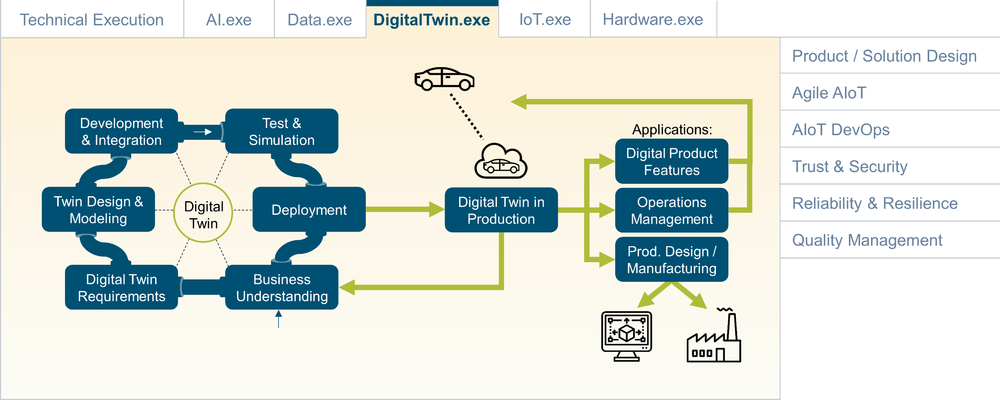 Technical Execution
AI.exe
Data.exe
DigitalTwin.exe
IoT.exe
Hardware.exe
Product / Solution Design
Agile AIoT
AIoT DevOps
Trust & Security
Reliability & Resilience
Quality Management
Development
& Integration
Test &
Simulation
Twin Design &
Modeling
Digital
Twin
Deployment
Digital Twin
Requirements
Business
Understanding
Digital Twin in
Production
Applications:
Digital Product
Features
Operations
Management
Prod. Design /
Manufacturing